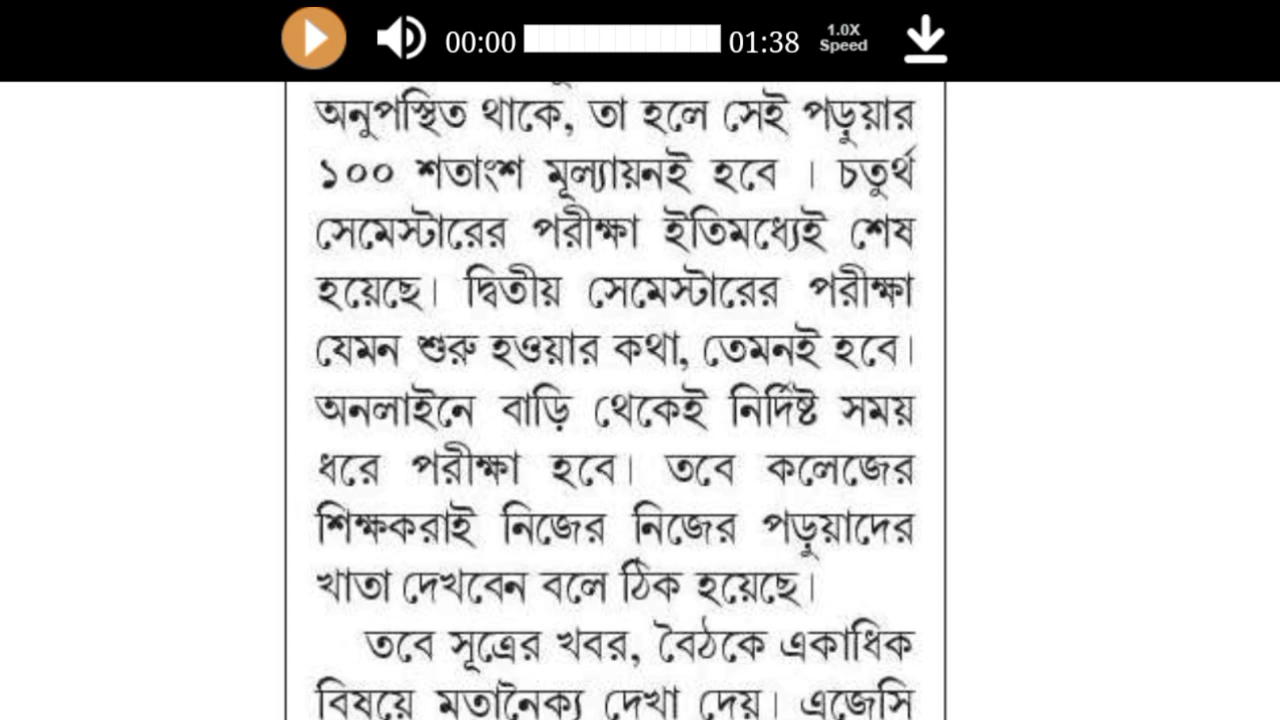 00:00
01:38
1.0X
Speed
অনুপস্থিত থাকে, তা হলে সেই পড়ুয়ার
১০০ শতাংশ মূল্যায়নই হবে । চতুর্থ
সেমেস্টারের পরীক্ষা ইতিমধ্যেই শেষ
হয়েছে। দ্বিতীয় সেমেস্টারের পরীক্ষা
যেমন শুরু হওয়ার কথা, তেমনই হবে।
অনলাইনে বাড়ি থেকেই নির্দিষ্ট সময়
ধরে পরীক্ষা হবে। তবে কলেজের
শিক্ষকরাই নিজের নিজের পড়ুয়াদের
খাতা দেখবেন বলে ঠিক হয়েছে।
তবে সূত্রের খবর, বৈঠকে একাধিক
বিষয়ে মতানৈক্য দেখা দেয়। এজেসি